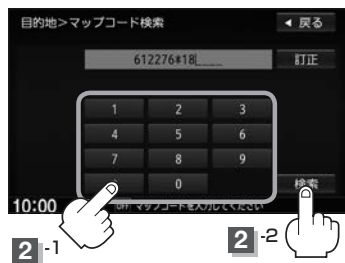 目的地>マップコード検索
◀ 戻る
612276*18_____
訂正
1 2 3
4 5 6
7 8 9
0
検索
10:00
マップコードを入力してください
2-1
2-2